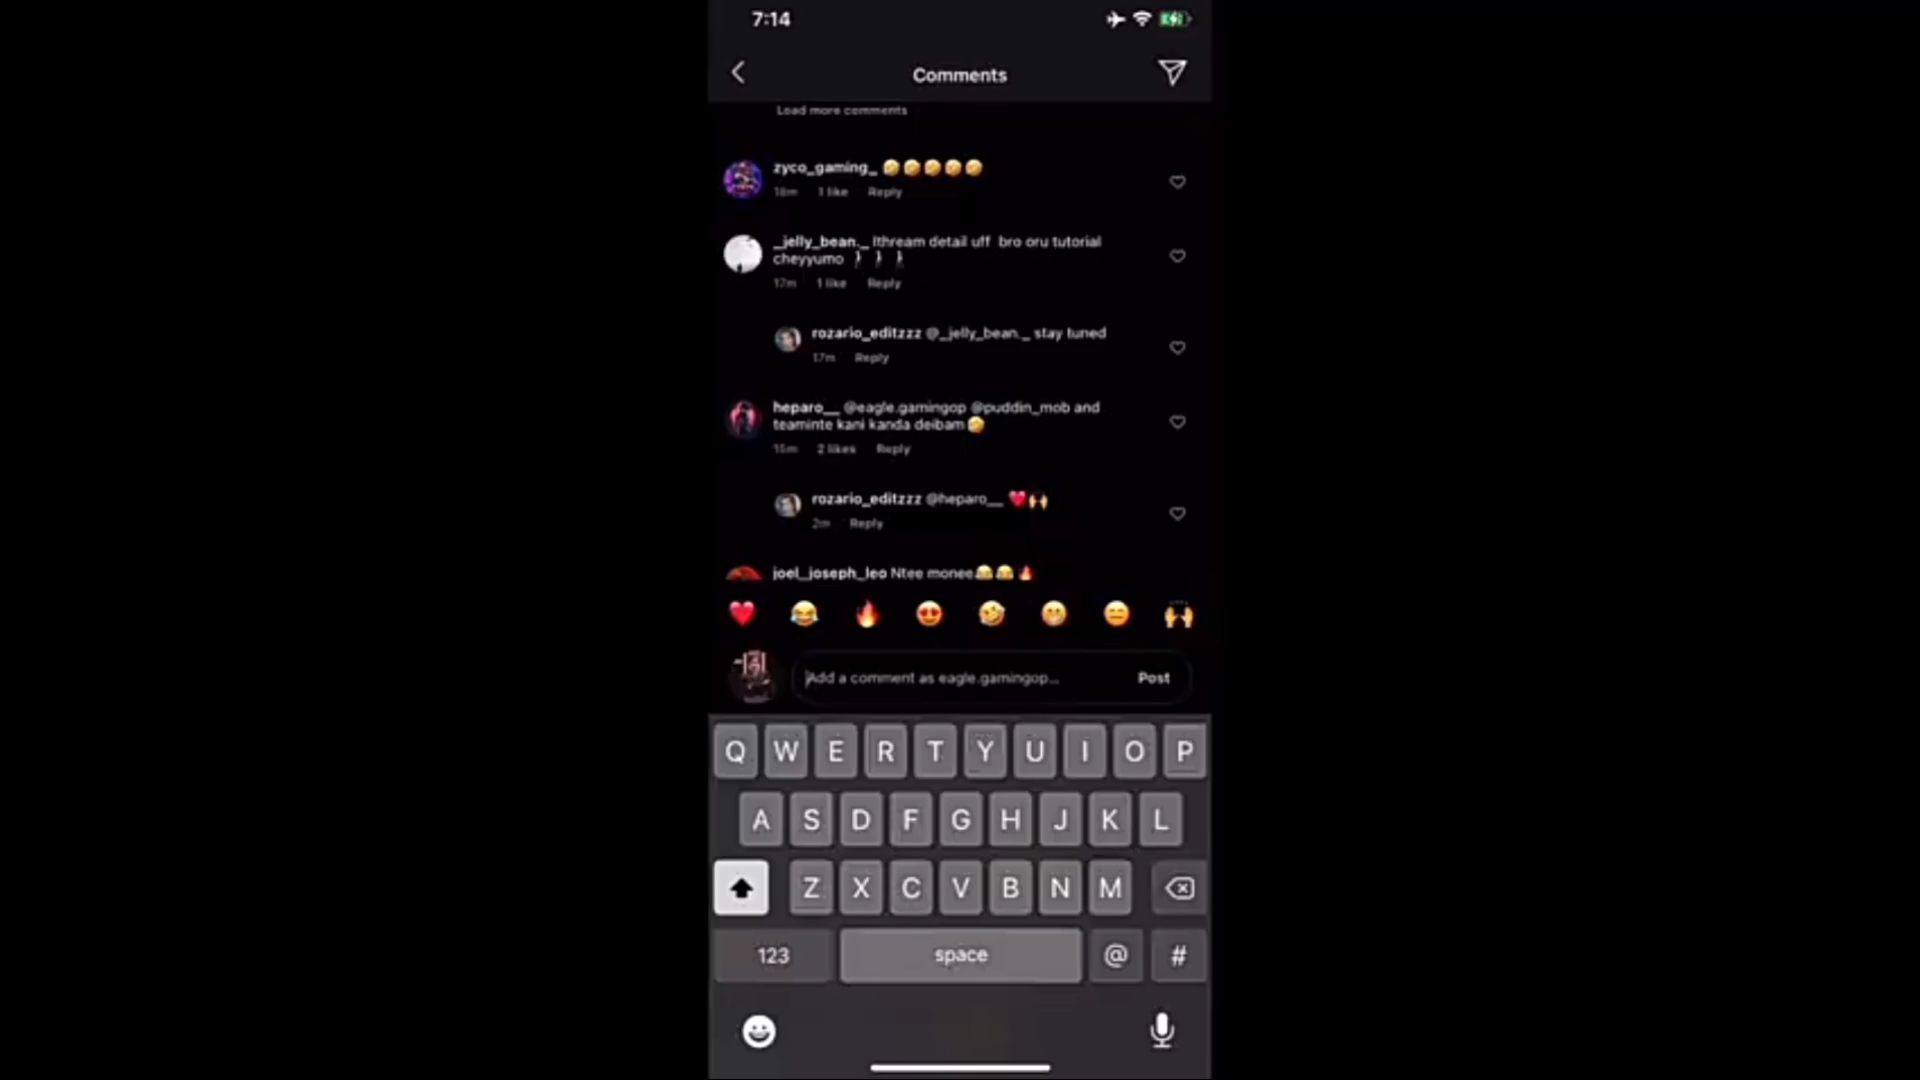 7:14
Comments
Load more comments
zyco_gaming_ 🤣🤣🤣🤣🤣
18m 1 like Reply
_jelly_bean._ Ithream detail uff bro oru tutorial
cheyyumo
17m 1 like Reply
rozario_editzzz @_jelly_bean._ stay tuned
17m Reply
heparo__ @eagle.gamingop @puddin_mob and
teaminte kani kanda deibam🤣
15m 2 likes Reply
rozario_editzzz @heparo__ ❤️🙌
2m Reply
joel_joseph_leo Ntee monee😂😂🔥
❤️ 😂 🔥 😍 🤣 😁 😑 🙌
Add a comment as eagle.gamingop... Post
Q W E R T Y U I O P
A S D F G H J K L
Z X C V B N M
123 space @ #